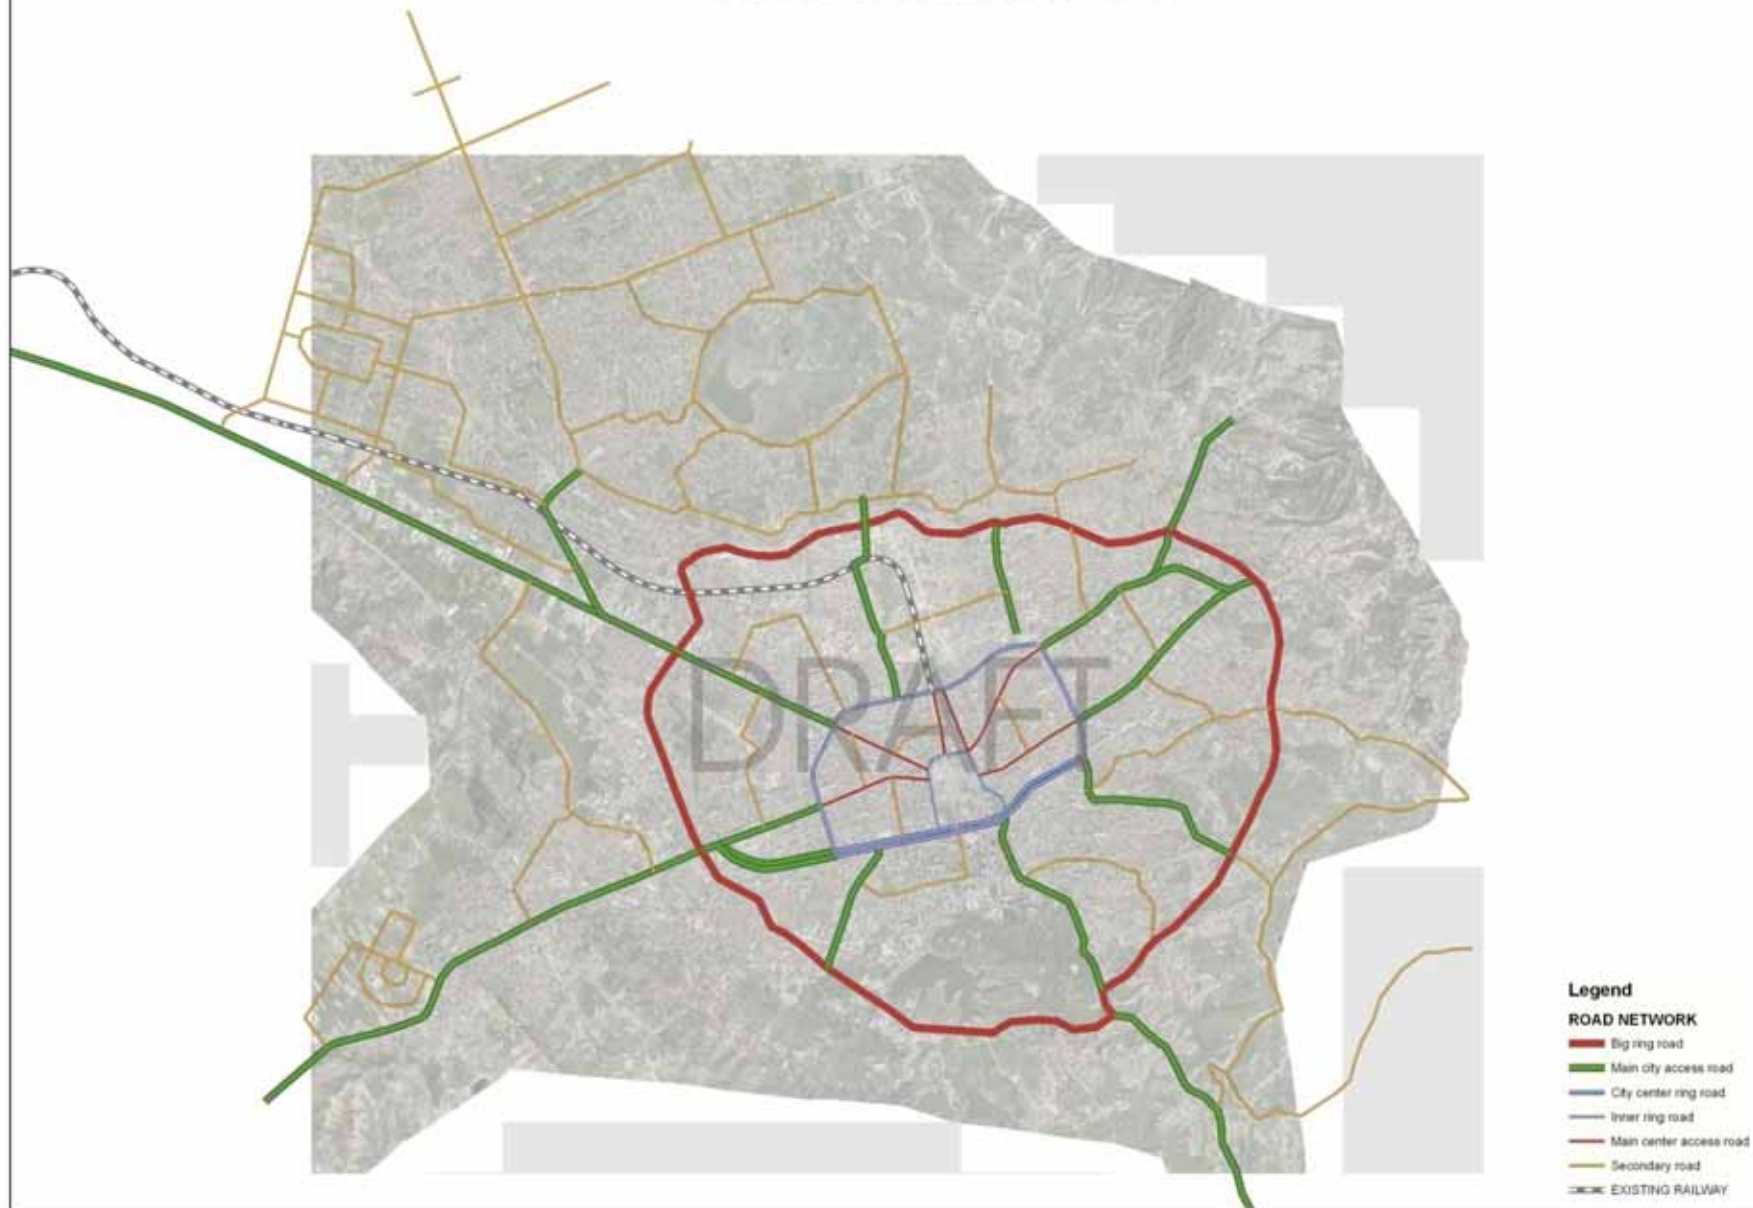 DRAFT
Legend
ROAD NETWORK
Big ring road
Main city access road
City center ring road
Inner ring road
Main center access road
Secondary road
EXISTING RAILWAY